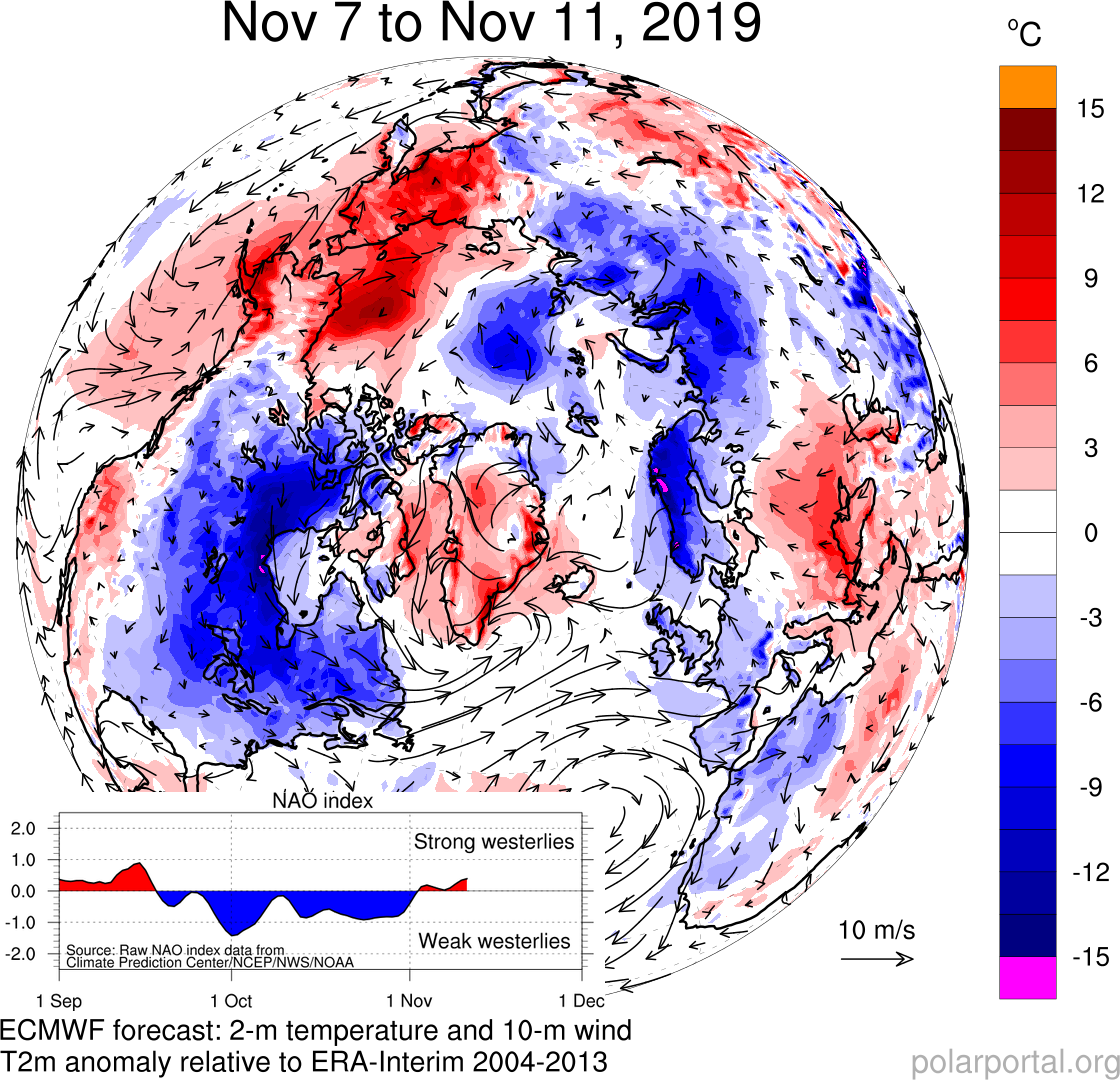 Nov 7 to Nov 11, 2019
ºC
15
12
9
6
3
0
-3
-6
-9
-12
-15
10 m/s
NAO index
2.0
1.0
0.0
-1.0
-2.0
Strong westerlies
Weak westerlies
Source: Raw NAO index data from
Climate Prediction Center/NCEP/NWS/NOAA
1 Sep
1 Oct
1 Nov
1 Dec
ECMWF forecast: 2-m temperature and 10-m wind
T2m anomaly relative to ERA-Interim 2004-2013
polarportal.org